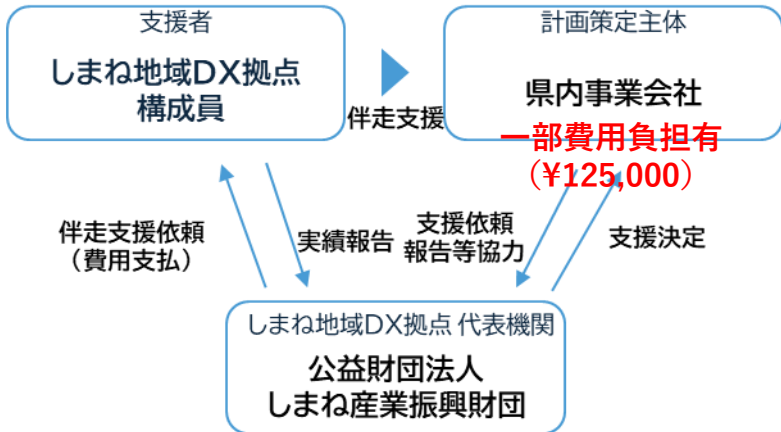 支援者
しまね地域DX拠点
構成員
伴走支援
計画策定主体
県内事業会社
一部費用負担有
(¥125,000)
伴走支援依頼
（費用支払）
実績報告
支援依頼
報告等協力
支援決定
しまね地域DX拠点 代表機関
公益財団法人
しまね産業振興財団